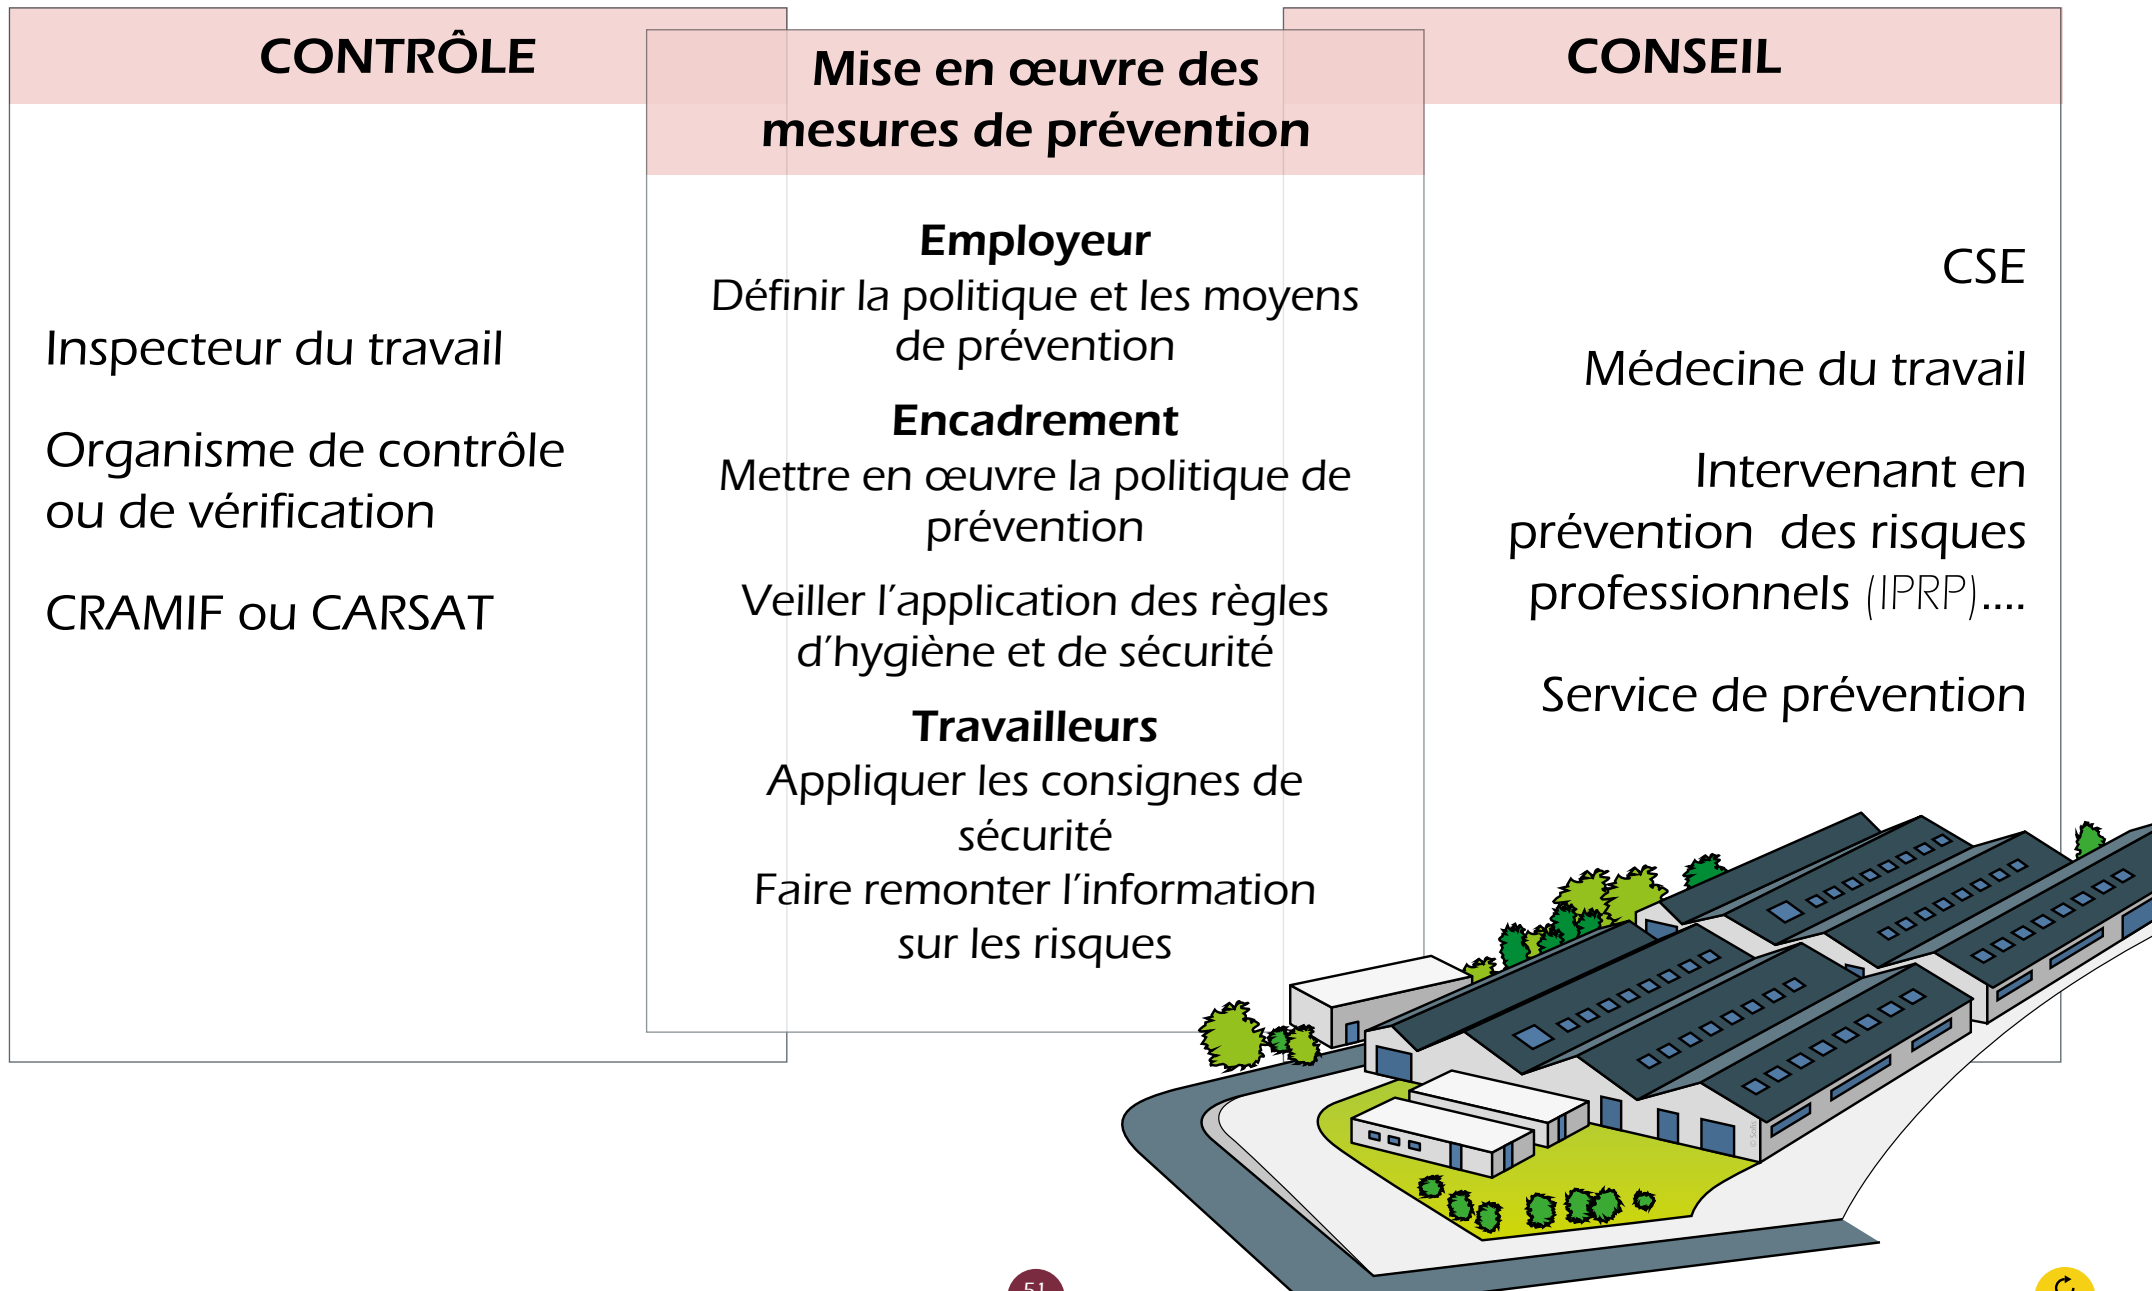 CONTRÔLE
Inspecteur du travail
Organisme de contrôle
ou de vérification
CRAMIF ou CARSAT
Mise en œuvre des
mesures de prévention
Employeur
Définir la politique et les moyens
de prévention
Encadrement
Mettre en œuvre la politique de
prévention
Veiller l’application des règles
d’hygiène et de sécurité
Travailleurs
Appliquer les consignes de
sécurité
Faire remonter l’information
sur les risques
CONSEIL
CSE
Médecine du travail
Intervenant en
prévention  des risques
professionnels (IPRP)....
Service de prévention
© Sofis
51